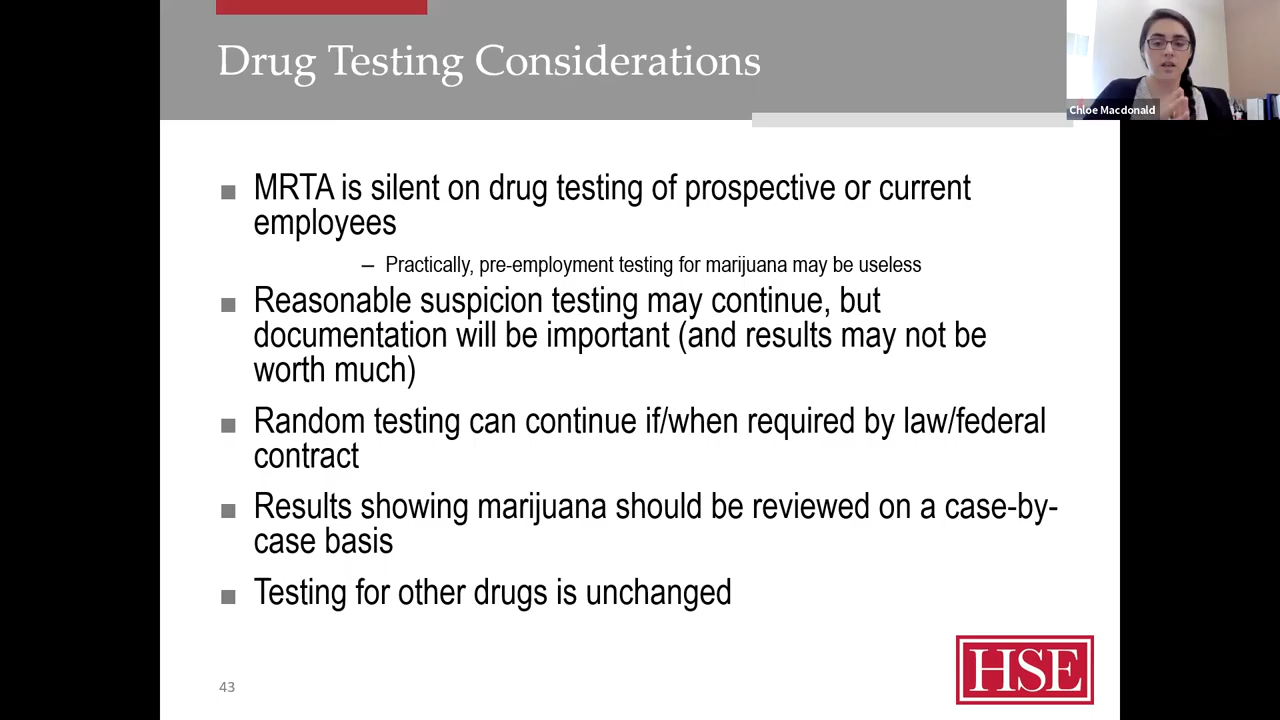 Drug Testing Considerations
Chloe Macdonald
■ MRTA is silent on drug testing of prospective or current
employees
– Practically, pre-employment testing for marijuana may be useless
■ Reasonable suspicion testing may continue, but
documentation will be important (and results may not be
worth much)
■ Random testing can continue if/when required by law/federal
contract
■ Results showing marijuana should be reviewed on a case-by-
case basis
■ Testing for other drugs is unchanged
HSE
43